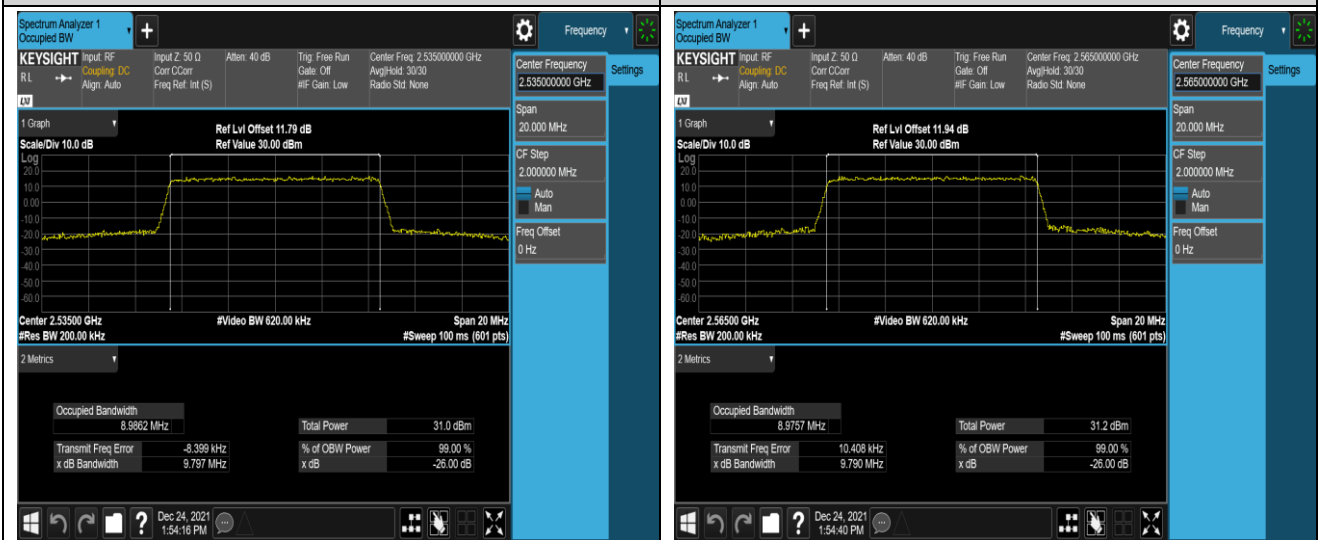 Spectrum Analyzer 1
Occupied BW
+
Frequency
KEYSIGHT Input: RF Input Z: 50 Ω Atten: 40 dB Trig: Free Run Center Freq: 2.535000000 GHz
RL Coupling: DC Corr CCorr Gate: Off Avg|Hold: 30/30
Align: Auto Freq Ref: Int (S) #IF Gain: Low Radio Std: None
LXI
1 Graph
Ref Lvl Offset 11.79 dB
Scale/Div 10.0 dB Ref Value 30.00 dBm
Log
20.0
10.0
0.00
-10.0
-20.0
-30.0
-40.0
-50.0
-60.0
Center 2.53500 GHz #Video BW 620.00 kHz Span 20 MHz
#Res BW 200.00 kHz #Sweep 100 ms (601 pts)
2 Metrics
Occupied Bandwidth
8.9862 MHz Total Power 31.0 dBm
Transmit Freq Error -8.399 kHz % of OBW Power 99.00 %
x dB Bandwidth 9.797 MHz x dB -26.00 dB
?
Dec 24, 2021
1:54:16 PM
Center Frequency
2.535000000 GHz
Settings
Span
20.000 MHz
CF Step
2.000000 MHz
Auto
Man
Freq Offset
0 Hz
Spectrum Analyzer 1
Occupied BW
+
Frequency
KEYSIGHT Input: RF Input Z: 50 Ω Atten: 40 dB Trig: Free Run Center Freq: 2.565000000 GHz
RL Coupling: DC Corr CCorr Gate: Off Avg|Hold: 30/30
Align: Auto Freq Ref: Int (S) #IF Gain: Low Radio Std: None
LXI
1 Graph
Ref Lvl Offset 11.94 dB
Scale/Div 10.0 dB Ref Value 30.00 dBm
Log
20.0
10.0
0.00
-10.0
-20.0
-30.0
-40.0
-50.0
-60.0
Center 2.56500 GHz #Video BW 620.00 kHz Span 20 MHz
#Res BW 200.00 kHz #Sweep 100 ms (601 pts)
2 Metrics
Occupied Bandwidth
8.9757 MHz Total Power 31.2 dBm
Transmit Freq Error 10.408 kHz % of OBW Power 99.00 %
x dB Bandwidth 9.790 MHz x dB -26.00 dB
?
Dec 24, 2021
1:54:40 PM
Center Frequency
2.565000000 GHz
Settings
Span
20.000 MHz
CF Step
2.000000 MHz
Auto
Man
Freq Offset
0 Hz